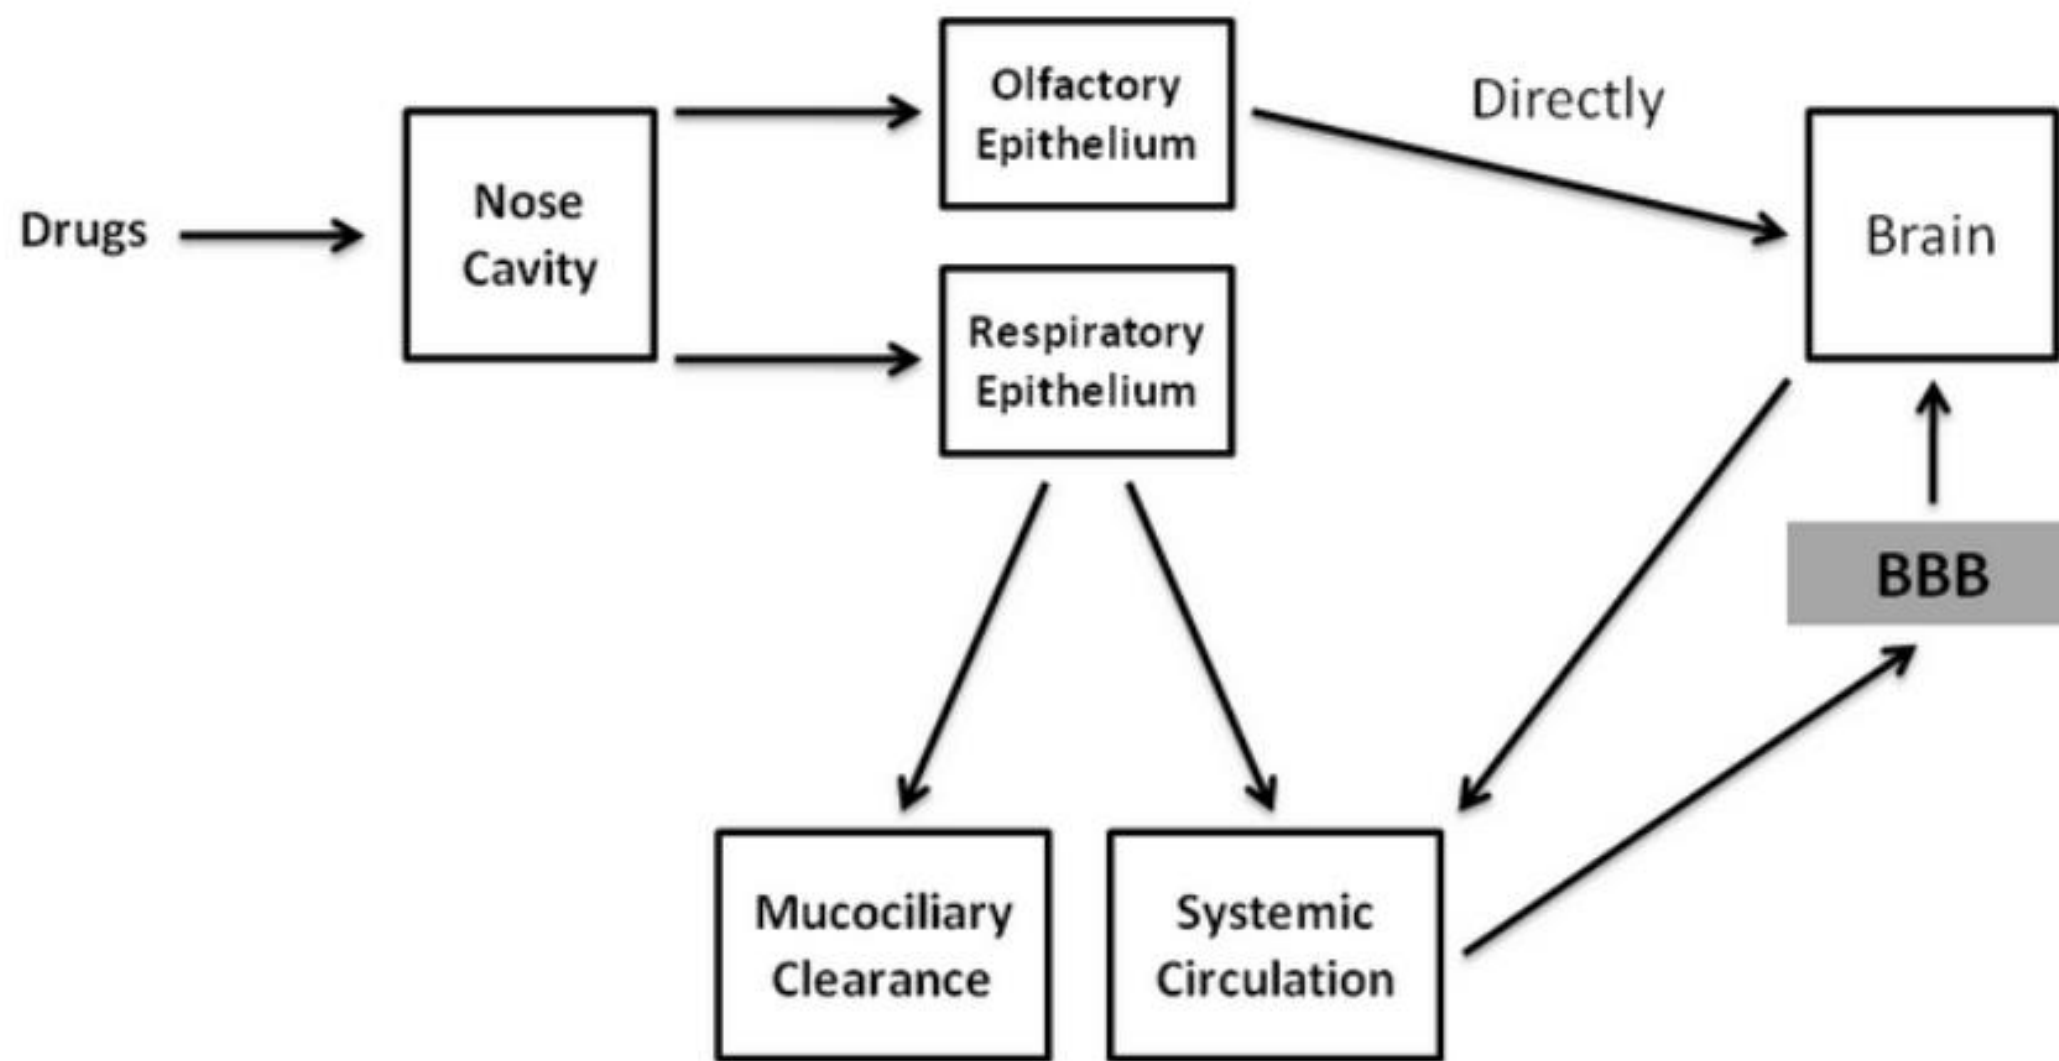 Drugs
Nose
Cavity
Olfactory
Epithelium
Directly
Brain
Respiratory
Epithelium
BBB
Mucociliary
Clearance
Systemic
Circulation